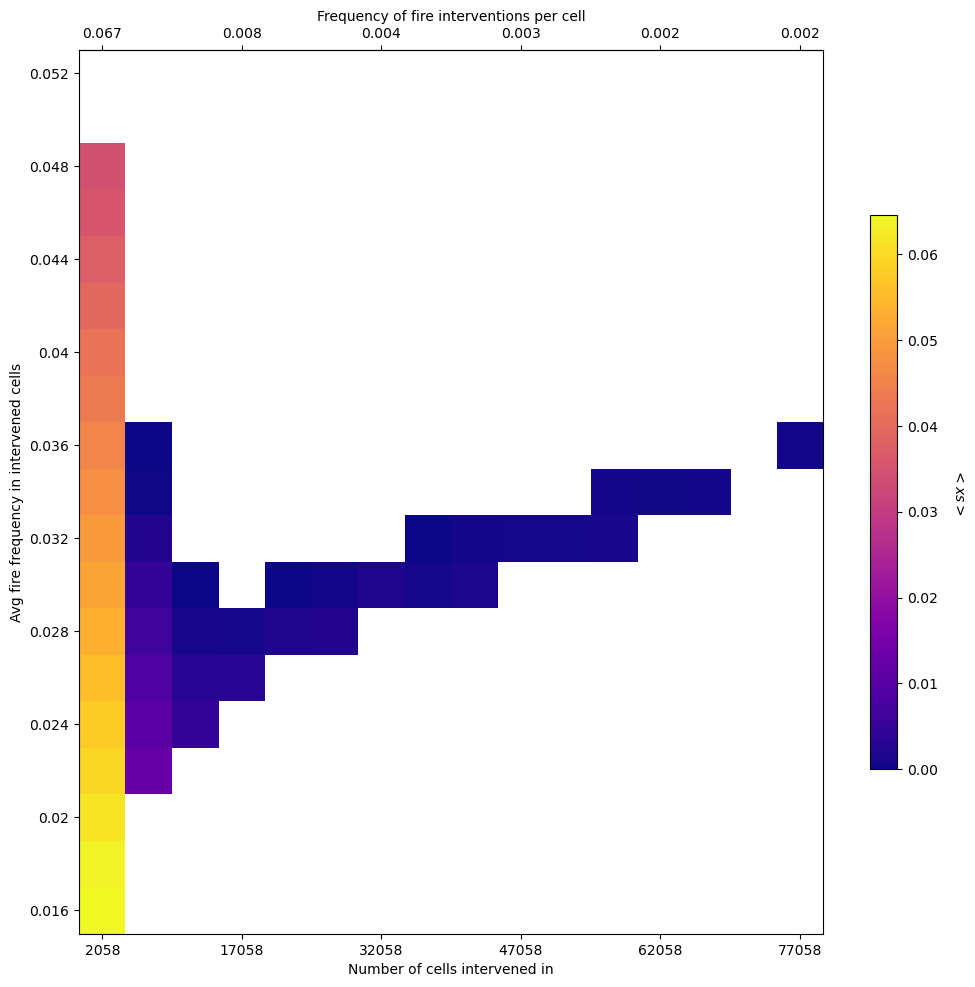 Frequency of fire interventions per cell
0.067 0.008 0.004 0.003 0.002 0.002
Avg fire frequency in intervened cells
0.052
0.048
0.044
0.04
0.036
0.032
0.028
0.024
0.02
0.016
2058 17058 32058 47058 62058 77058
Number of cells intervened in
0.06
0.05
0.04
0.03
0.02
0.01
0.00
< xs >